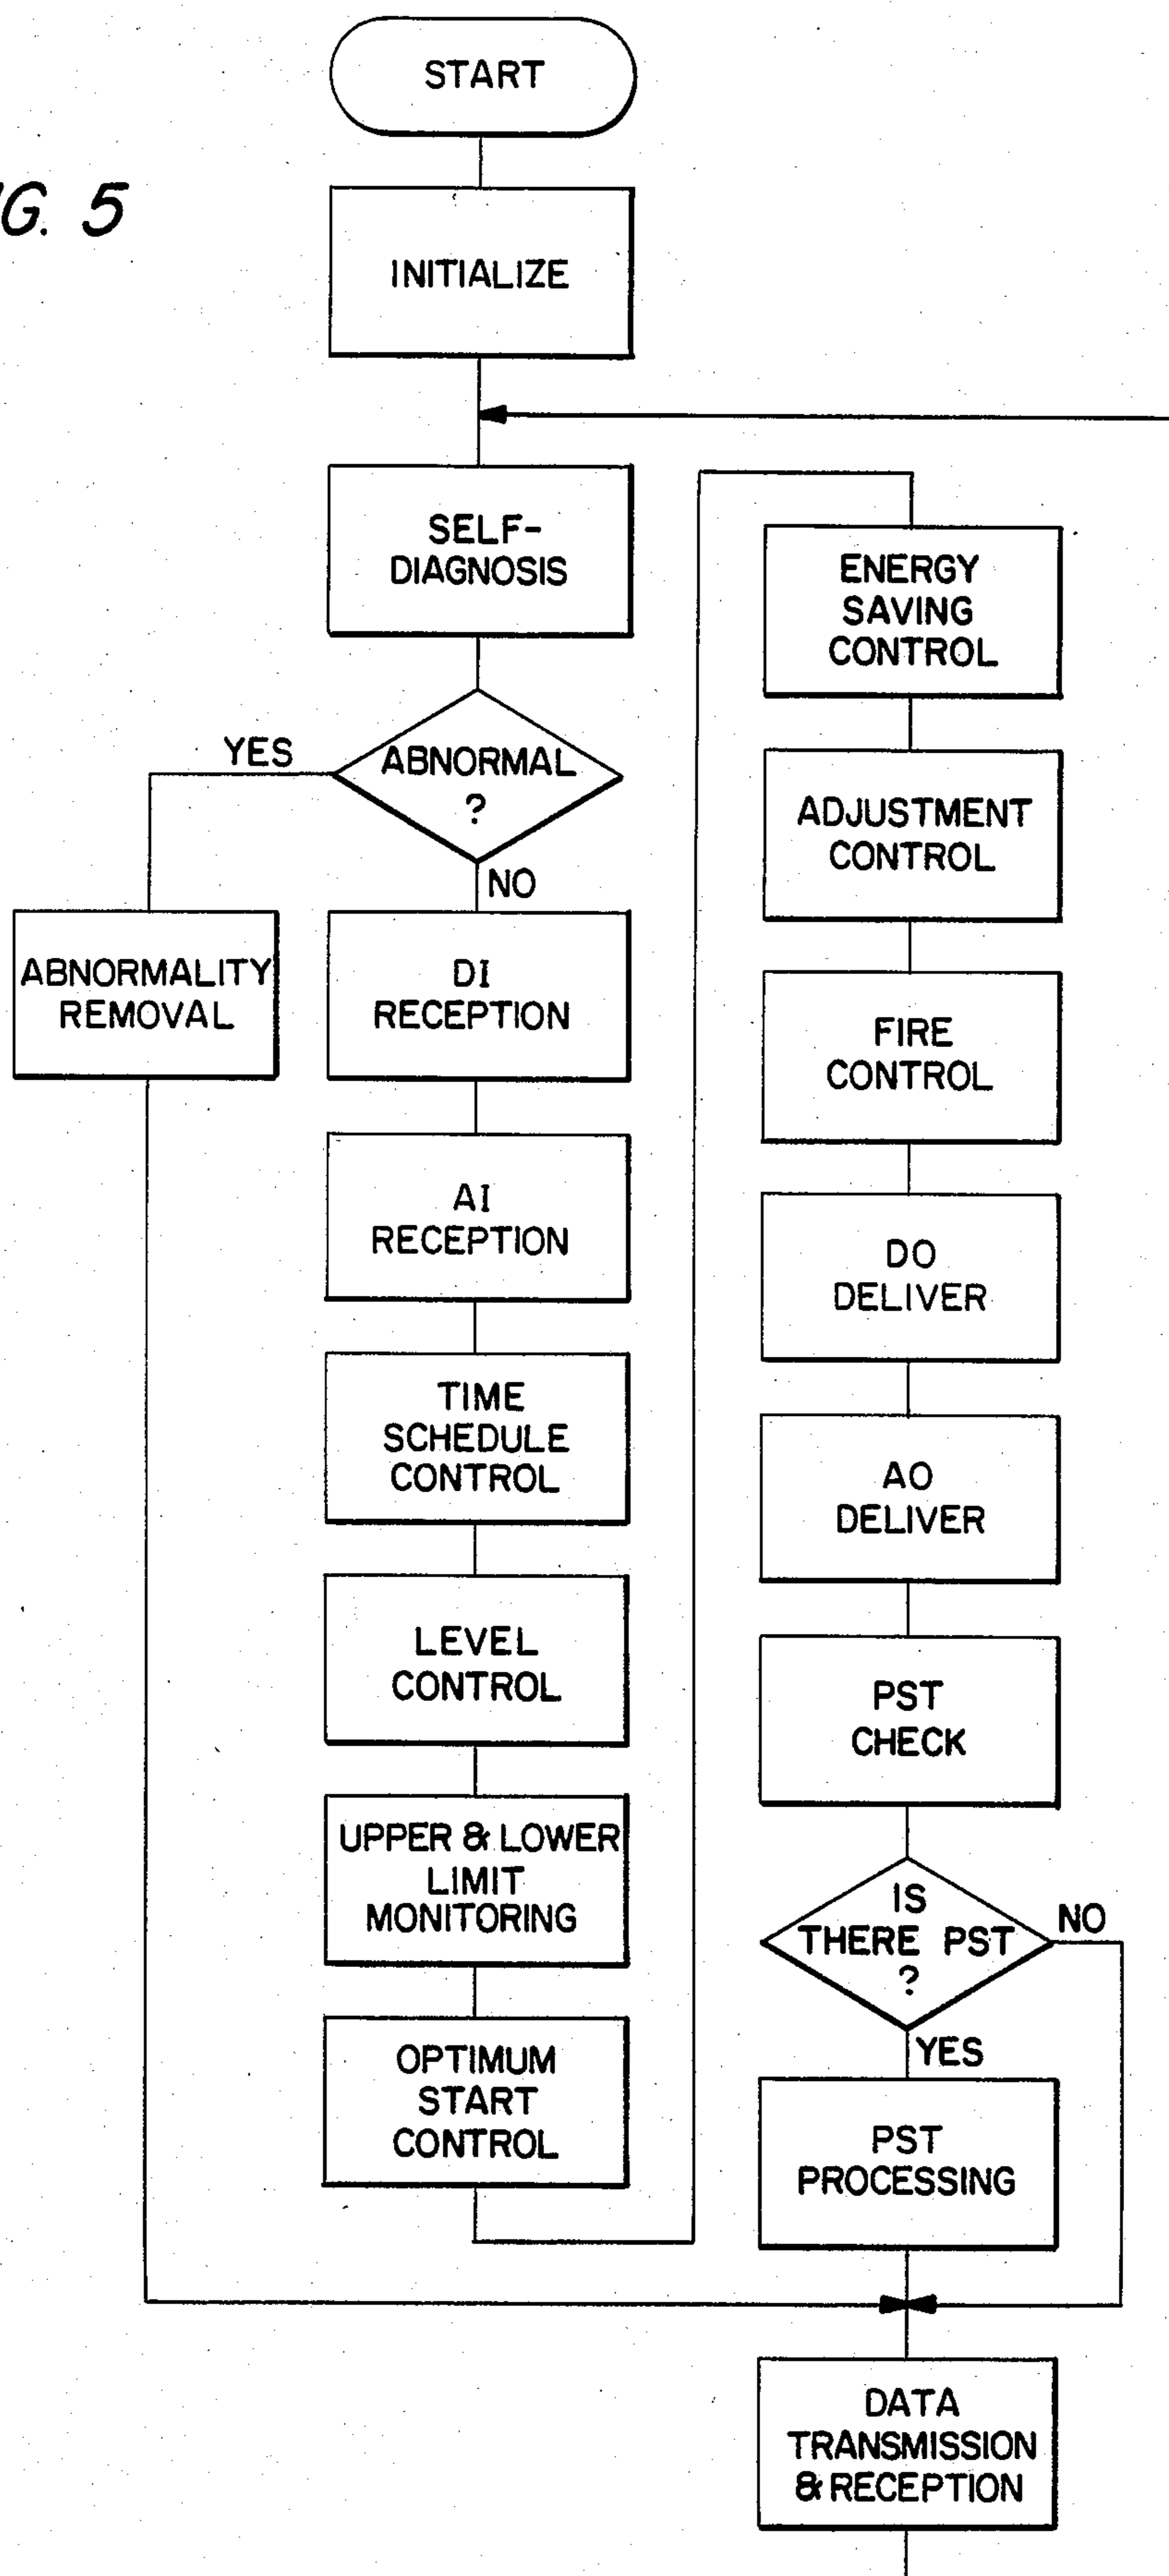 START
G. 5
INITIALIZE
SELF-
DIAGNOSIS
ABNORMAL
?
YES
NO
ABNORMALITY
REMOVAL
DI
RECEPTION
AI
RECEPTION
TIME
SCHEDULE
CONTROL
LEVEL
CONTROL
UPPER & LOWER
LIMIT
MONITORING
OPTIMUM
START
CONTROL
ENERGY
SAVING
CONTROL
ADJUSTMENT
CONTROL
FIRE
CONTROL
DO
DELIVER
AO
DELIVER
PST
CHECK
IS
THERE PST
?
NO
YES
PST
PROCESSING
DATA
TRANSMISSION
& RECEPTION